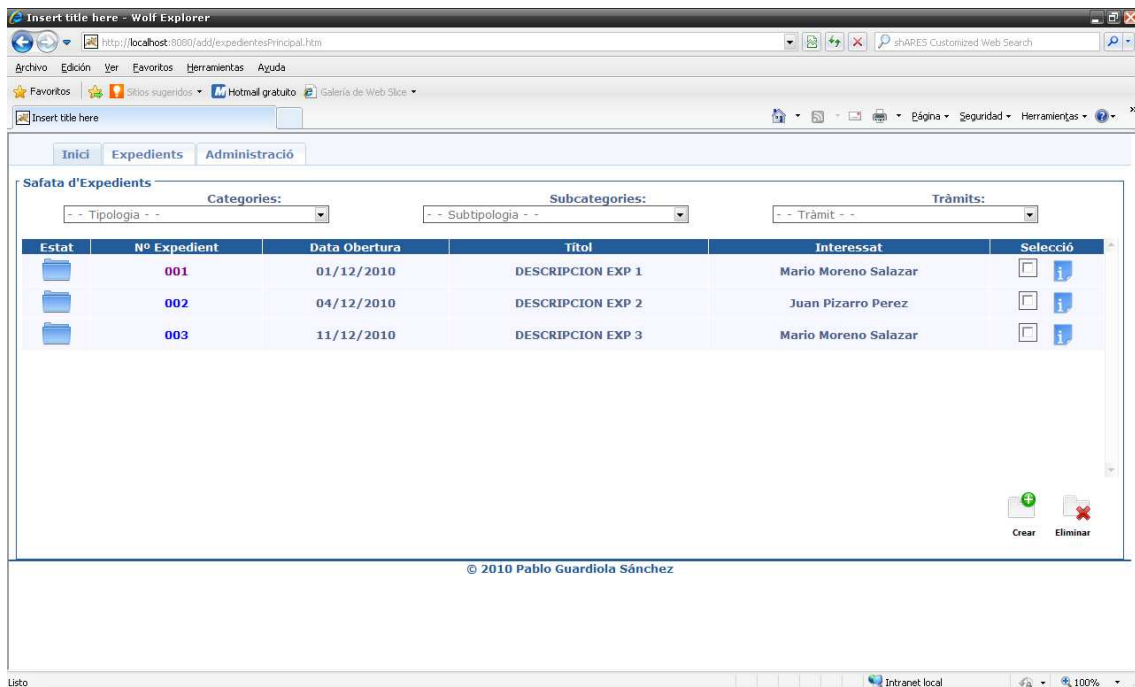 Insert title here - Wolf Explorer
http://localhost:8080/add/expedientesPrincipal.htm shARES Customized Web Search
Archivo Edición Ver Favoritos Herramientas Ayuda
Favoritos Sitios sugeridos Hotmail gratuito Galería de Web Slice
Insert title here Página Seguridad Herramientas »
Inici Expedients Administració
Safata d'Expedients
Categories: Subcategories: Tràmits:
- - Tipologia - - - - Subtipologia - - - - Tràmit - -
Estat Nº Expedient Data Obertura Títol Interessat Selecció
001 01/12/2010 DESCRIPCION EXP 1 Mario Moreno Salazar
002 04/12/2010 DESCRIPCION EXP 2 Juan Pizarro Perez
003 11/12/2010 DESCRIPCION EXP 3 Mario Moreno Salazar
Crear Eliminar
© 2010 Pablo Guardiola Sánchez
Listo Intranet local 100%